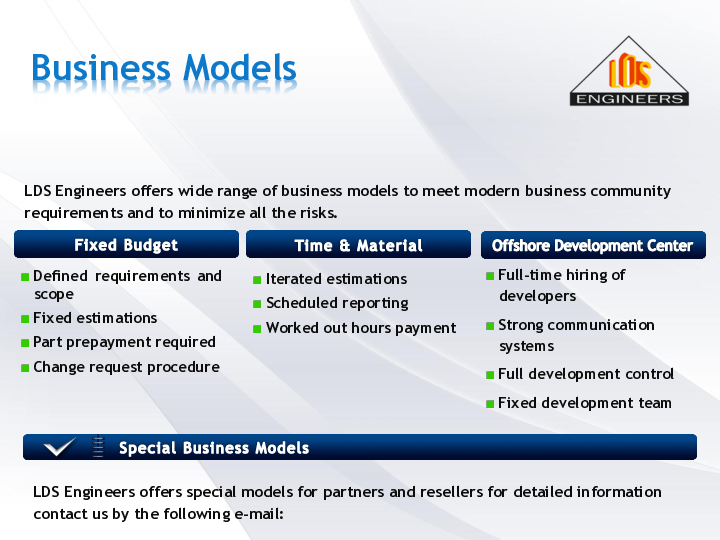 Business Models
LDS
ENGINEERS
LDS Engineers offers wide range of business models to meet modern business community
requirements and to minimize all the risks.
Fixed Budget
Defined requirements and
scope
Fixed estimations
Part prepayment required
Change request procedure
Time & Material
Iterated estimations
Scheduled reporting
Worked out hours payment
Offshore Development Center
Full-time hiring of
developers
Strong communication
systems
Full development control
Fixed development team
Special Business Models
LDS Engineers offers special models for partners and resellers for detailed information
contact us by the following e-mail: